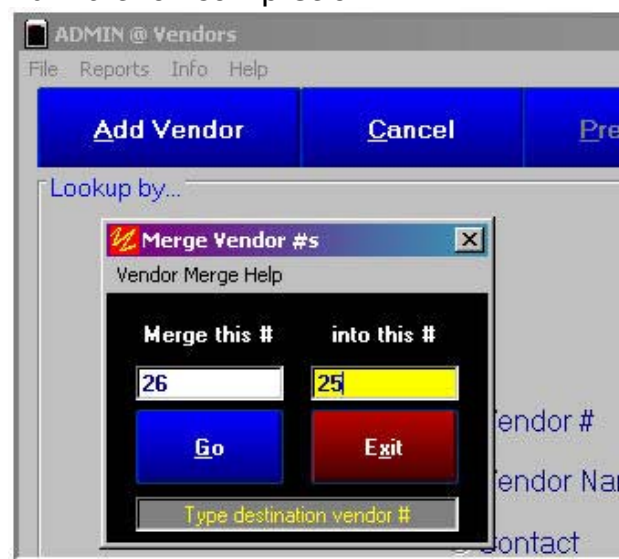 ADMIN @ Vendors
File Reports Info Help
Add Vendor Cancel
Lookup by...
Merge Vendor #s
Vendor Merge Help
Merge this # into this #
26 25
Go Exit
Type destination vendor #
Vendor #
Vendor
Contact